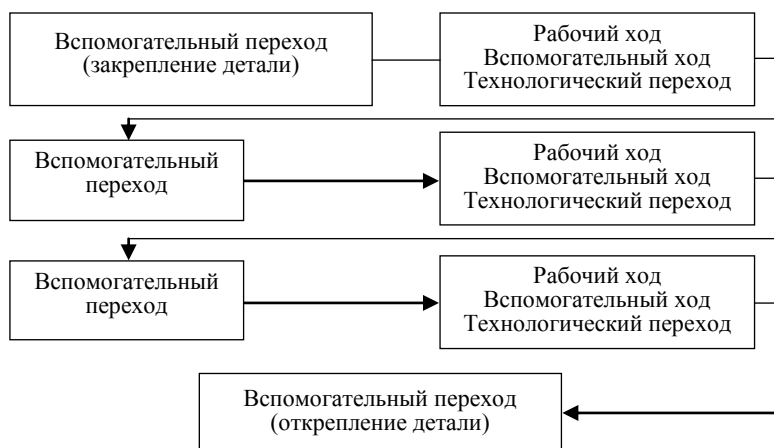 Вспомогательный переход
(закрепление детали)
Рабочий ход
Вспомогательный ход
Технологический переход
Вспомогательный
переход
Рабочий ход
Вспомогательный ход
Технологический переход
Вспомогательный
переход
Рабочий ход
Вспомогательный ход
Технологический переход
Вспомогательный переход
(открепление детали)